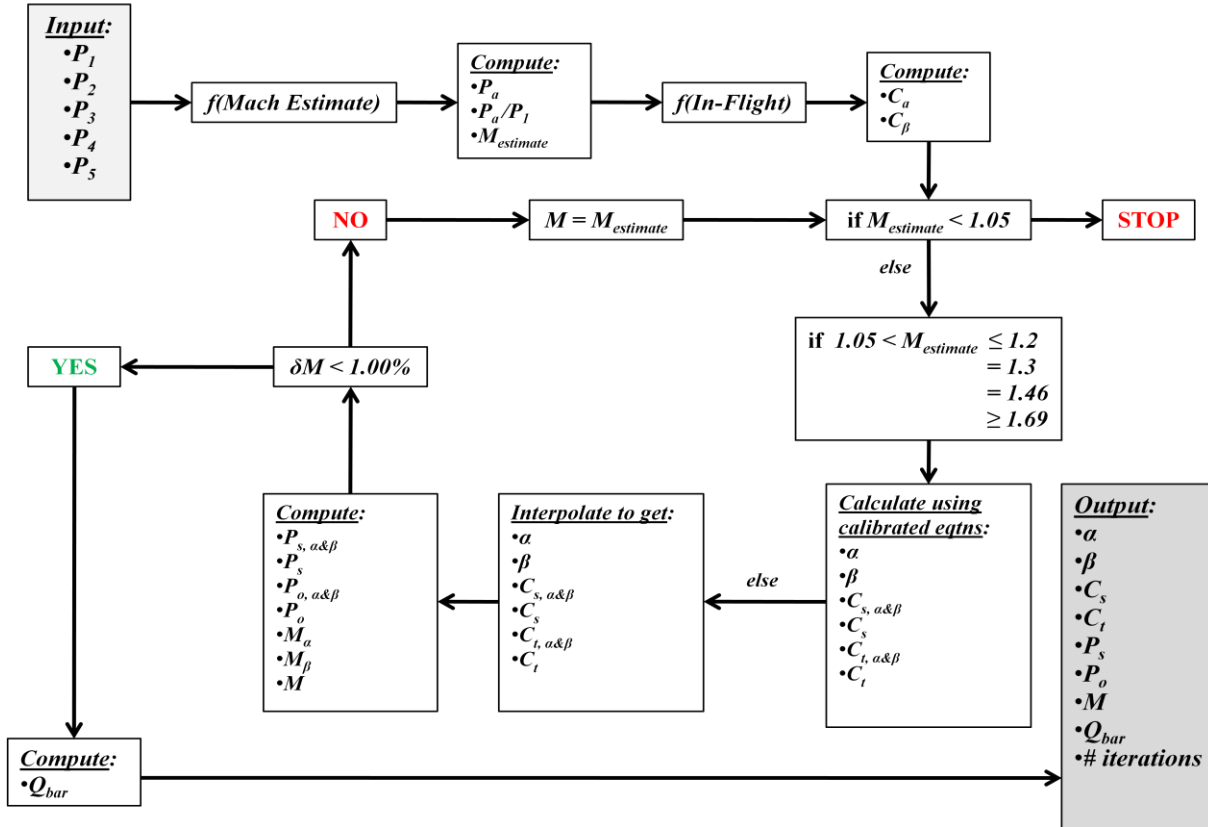 Input:
•P1
•P2
•P3
•P4
•P5
f(Mach Estimate)
Compute:
•Pa
•Pa/P1
•Mestimate
f(In-Flight)
Compute:
•Ca
•Cβ
NO
M = Mestimate
if Mestimate < 1.05
STOP
else
YES
δM < 1.00%
if 1.05 < Mestimate ≤ 1.2
= 1.3
= 1.46
≥ 1.69
Compute:
•Ps, α&β
•Ps
•Po, α&β
•Po
•Mα
•Mβ
•M
Interpolate to get:
•α
•β
•Cs, α&β
•Cs
•Ct, α&β
•Ct
else
Calculate using
calibrated eqtns:
•α
•β
•Cs, α&β
•Cs
•Ct, α&β
•Ct
Output:
•α
•β
•Cs
•Ct
•Ps
•Po
•M
•Qbar
•# iterations
Compute:
•Qbar